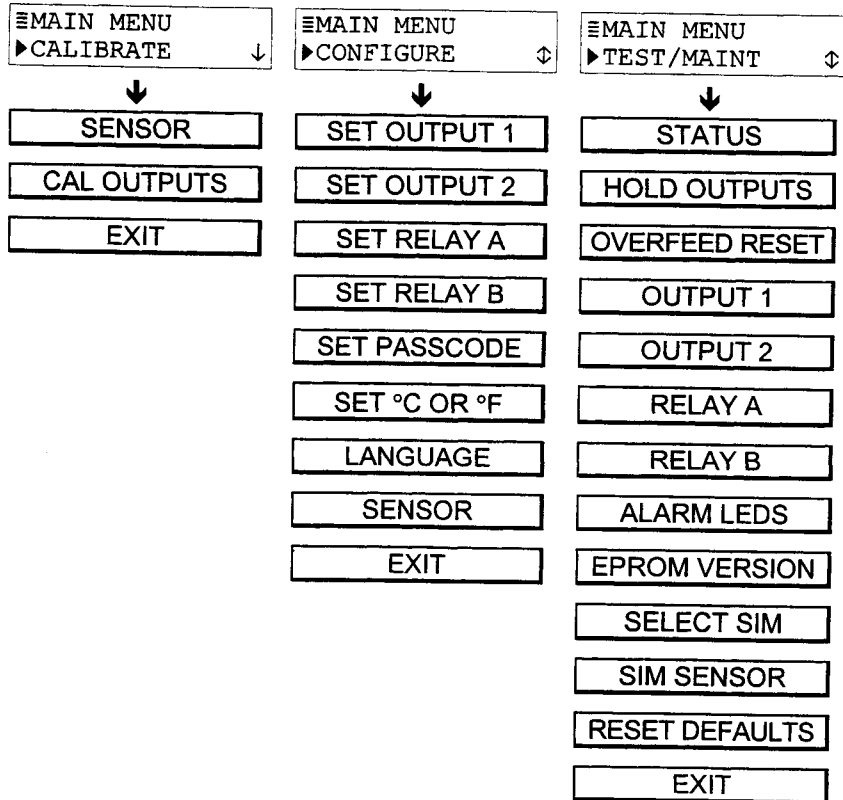 ≣MAIN MENU
▶CALIBRATE ↓
SENSOR
CAL OUTPUTS
EXIT
≣MAIN MENU
▶CONFIGURE ⇕
SET OUTPUT 1
SET OUTPUT 2
SET RELAY A
SET RELAY B
SET PASSCODE
SET °C OR °F
LANGUAGE
SENSOR
EXIT
≣MAIN MENU
▶TEST/MAINT ⇕
STATUS
HOLD OUTPUTS
OVERFEED RESET
OUTPUT 1
OUTPUT 2
RELAY A
RELAY B
ALARM LEDS
EPROM VERSION
SELECT SIM
SIM SENSOR
RESET DEFAULTS
EXIT